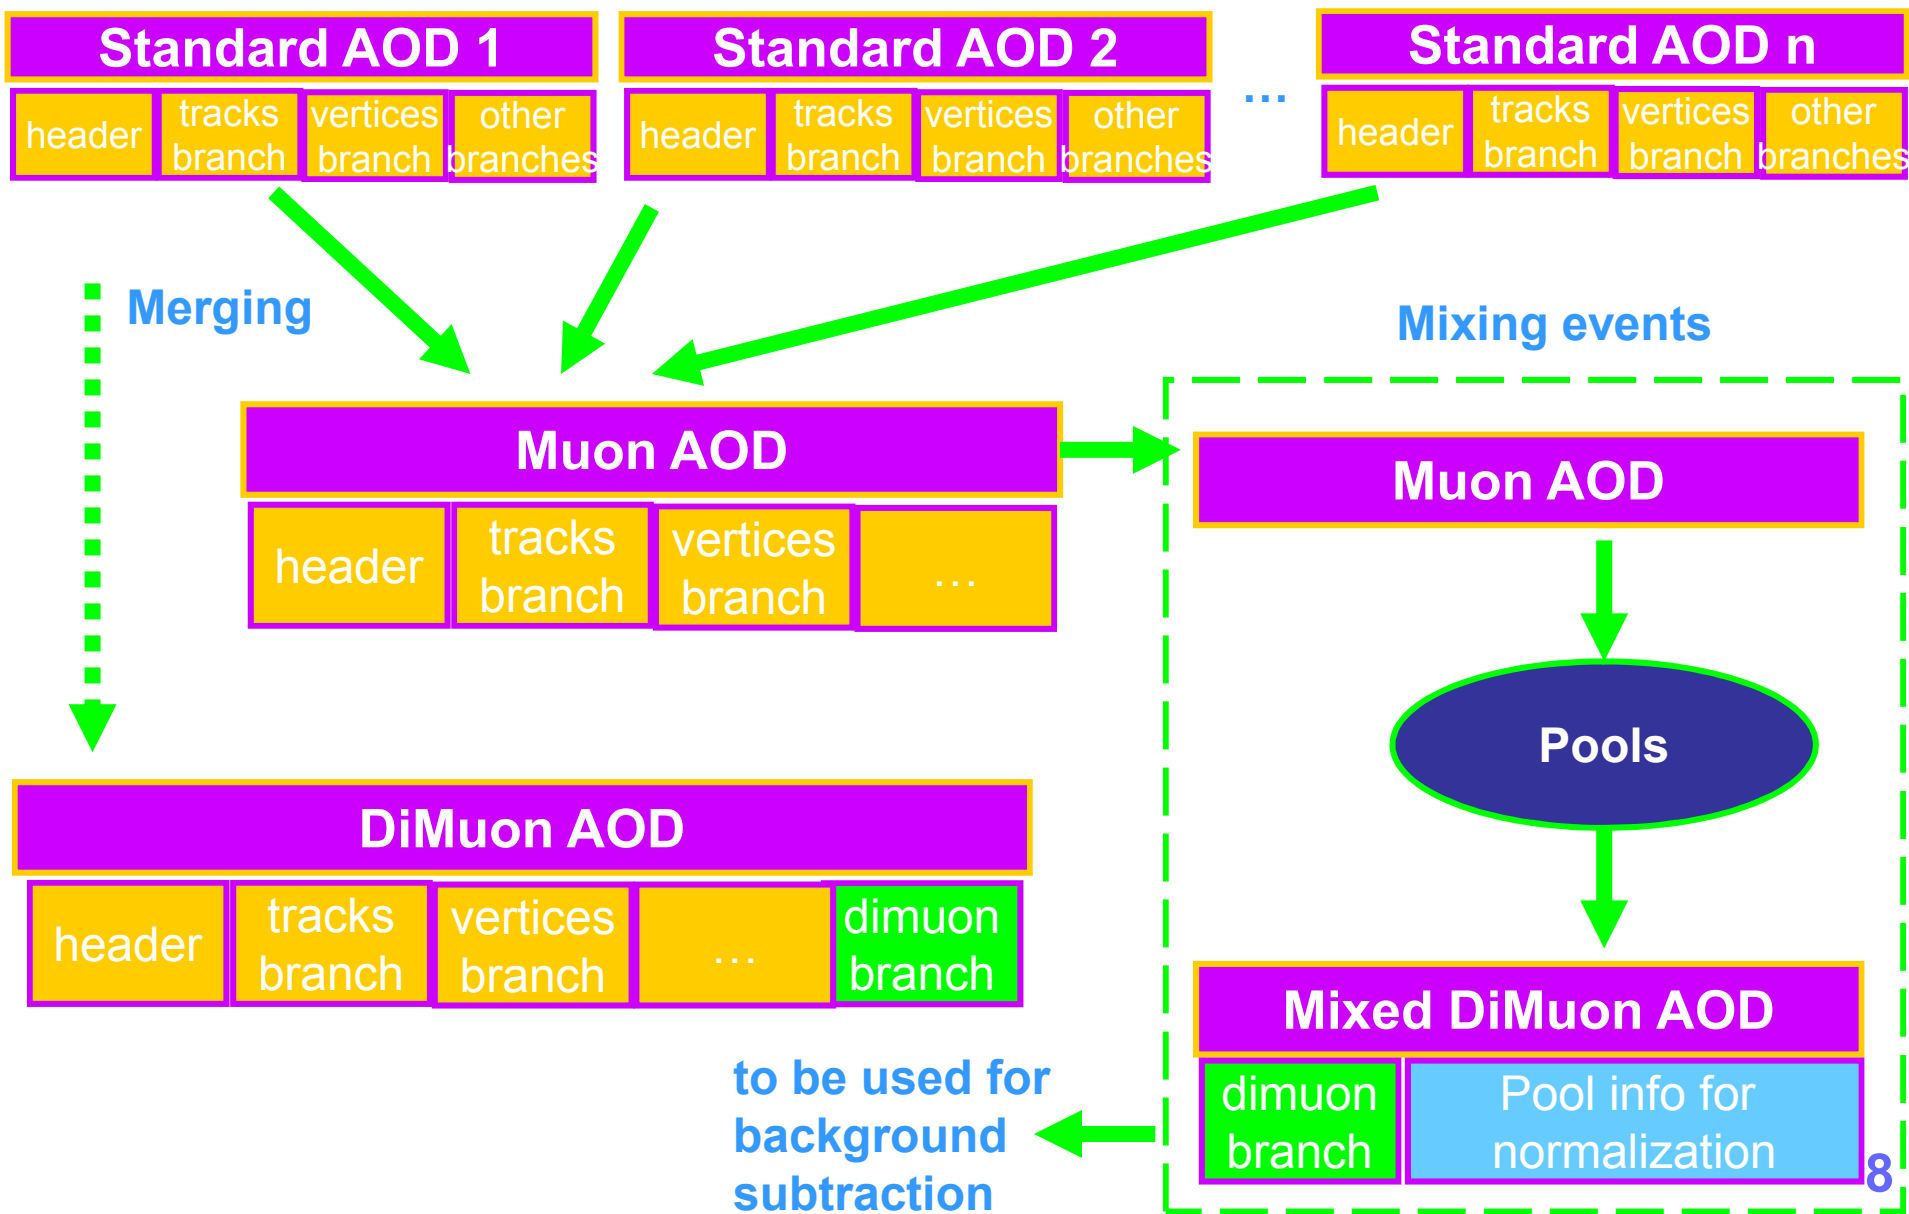 Standard AOD 1
header
tracks
branch
vertices
branch
other
branches
Standard AOD 2
header
tracks
branch
vertices
branch
other
branches
...
Standard AOD n
header
tracks
branch
vertices
branch
other
branches
Merging
Mixing events
Muon AOD
header
tracks
branch
vertices
branch
...
Muon AOD
Pools
DiMuon AOD
header
tracks
branch
vertices
branch
...
dimuon
branch
Mixed DiMuon AOD
dimuon
branch
Pool info for
normalization
to be used for
background
subtraction
8